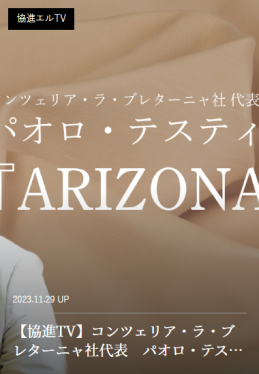 協進エルTV
コンツェリア・ラ・ブレターニャ社 代表
パオロ・テスティ
『ARIZONA
2023.11.29 UP
【協進TV】コンツェリア・ラ・ブ
レターニャ社代表　パオロ・テス…